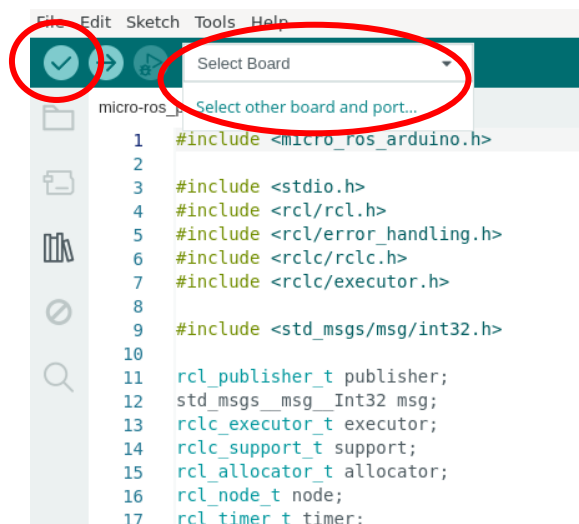 File Edit Sketch Tools Help
Select Board
micro-ros_p
Select other board and port...
1 #include <micro_ros_arduino.h>
2
3 #include <stdio.h>
4 #include <rcl/rcl.h>
5 #include <rcl/error_handling.h>
6 #include <rclc/rclc.h>
7 #include <rclc/executor.h>
8
9 #include <std_msgs/msg/int32.h>
10
11 rcl_publisher_t publisher;
12 std_msgs__msg__Int32 msg;
13 rclc_executor_t executor;
14 rclc_support_t support;
15 rcl_allocator_t allocator;
16 rcl_node_t node;
17 rcl_timer_t timer;